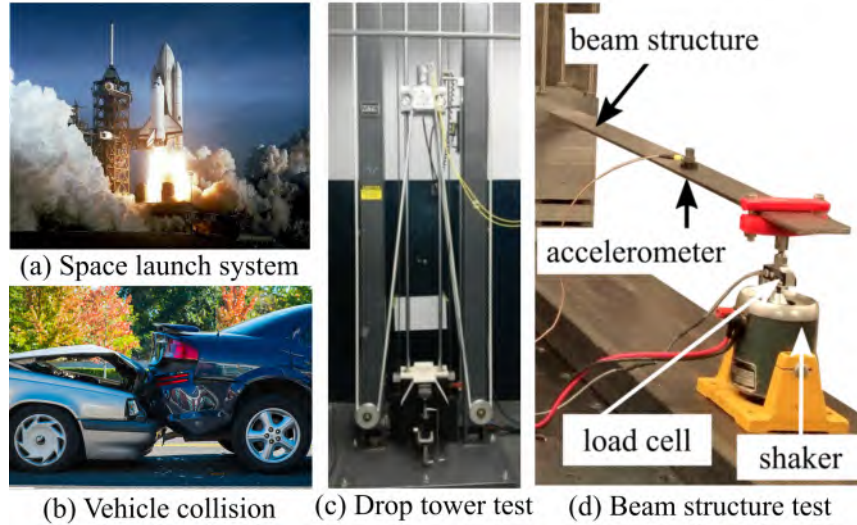 (a) Space launch system
(b) Vehicle collision
(c) Drop tower test
beam structure
accelerometer
load cell
shaker
(d) Beam structure test